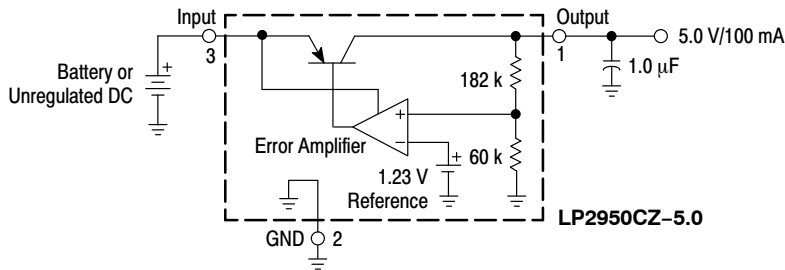 Input
3
Output
1
5.0 V/100 mA
1.0 μF
Battery or
Unregulated DC
+
182 k
Error Amplifier
+
−
60 k
1.23 V
+
Reference
LP2950CZ−5.0
GND 2